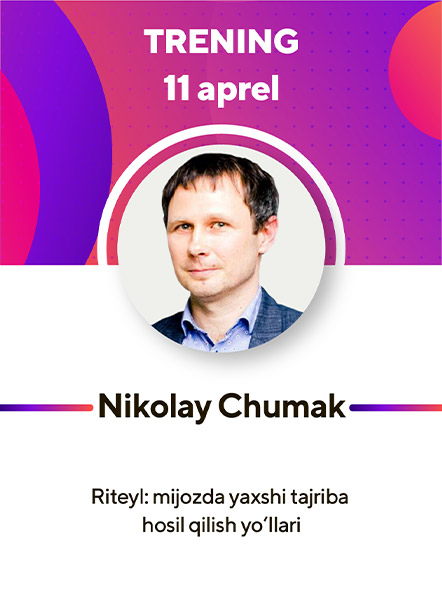 TRENING
11 aprel
Nikolay Chumak
Riteyl: mijozda yaxshi tajriba
hosil qilish yo‘llari